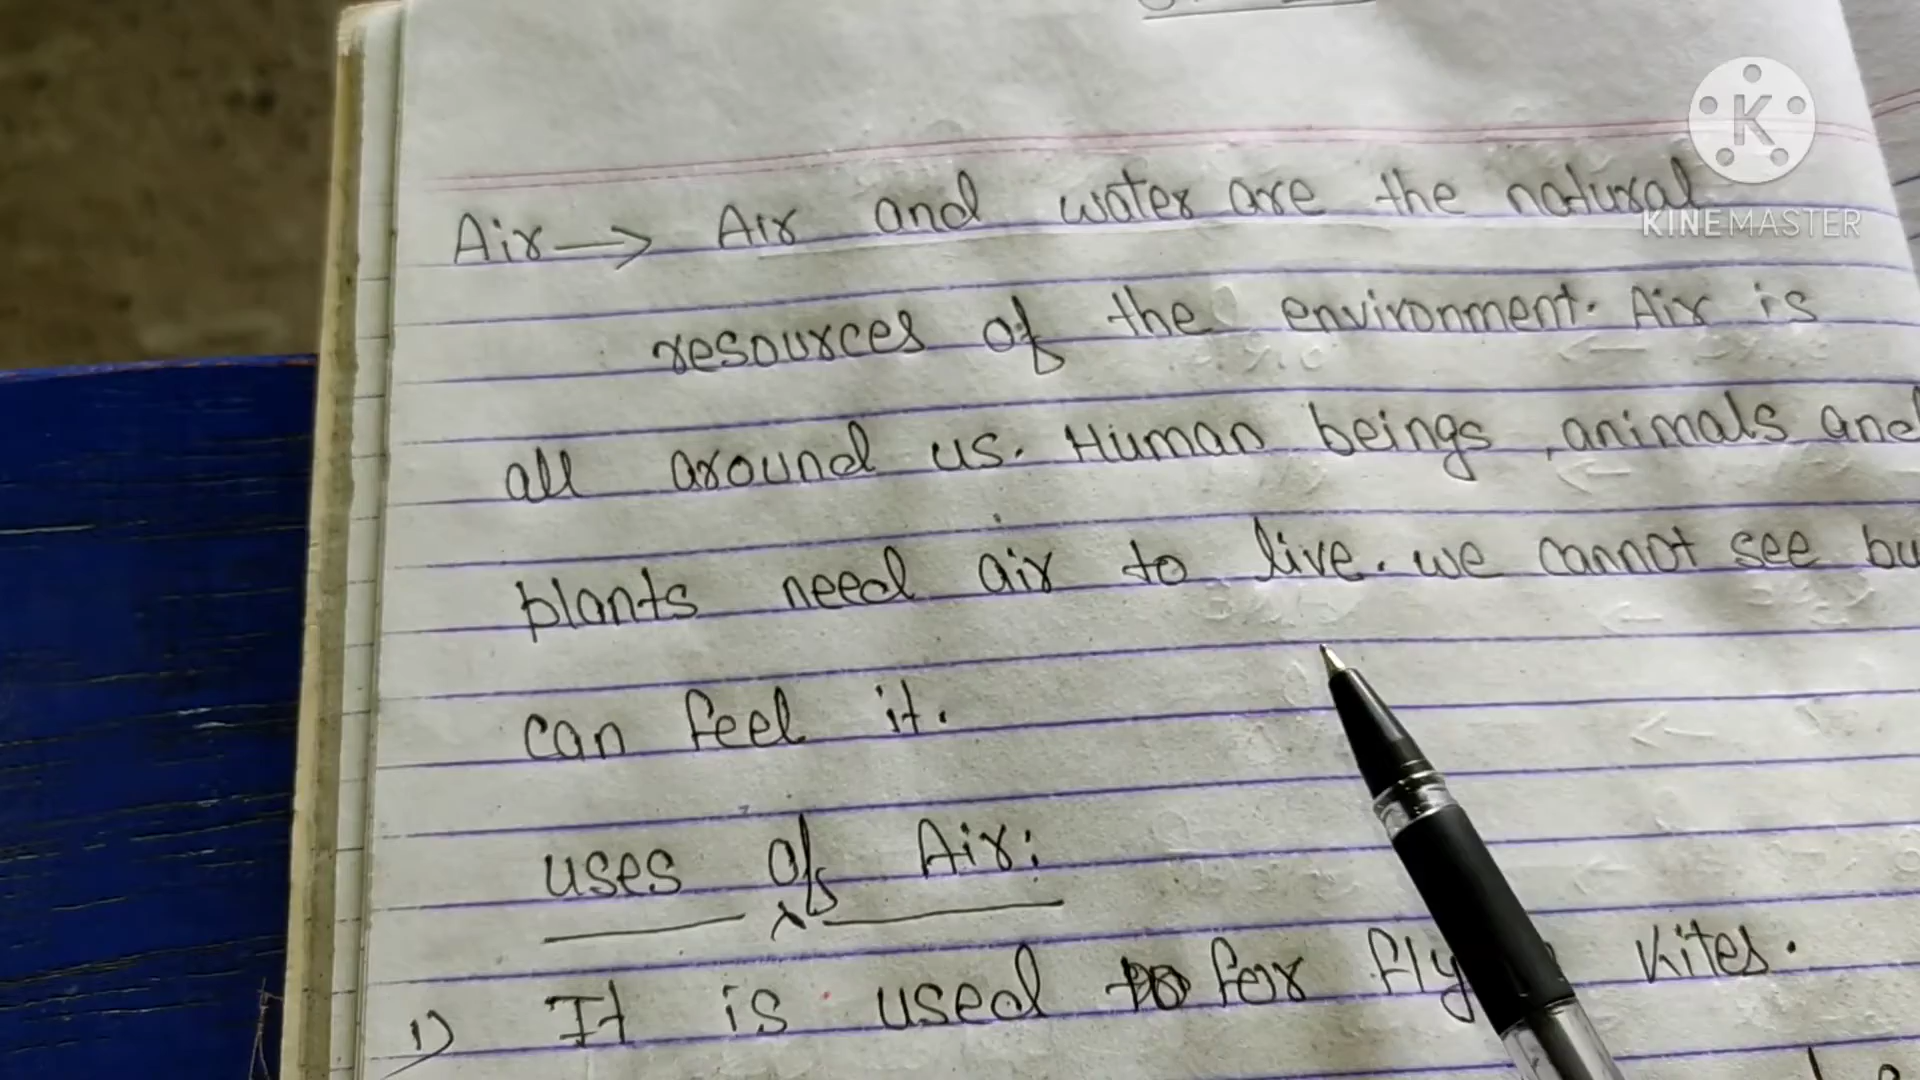 Air → Air and water are the natural
resources of the environment. Air is
all around us. Human beings, animals and
plants need air to live. we cannot see bu
can feel it.
uses of Air:
1) It is used for fly kites.
K
KINEMASTER